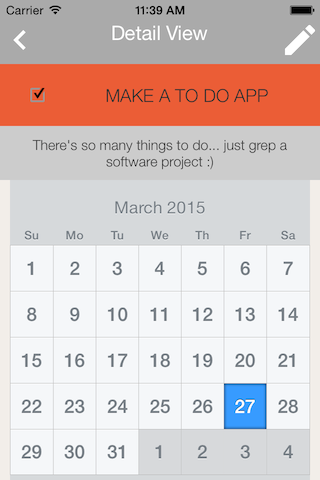 Carrier 11:39 AM
Detail View
MAKE A TO DO APP
There's so many things to do... just grep a
software project :)
March 2015
Su Mo Tu We Th Fr Sa
1 2 3 4 5 6 7
8 9 10 11 12 13 14
15 16 17 18 19 20 21
22 23 24 25 26 27 28
29 30 31 1 2 3 4